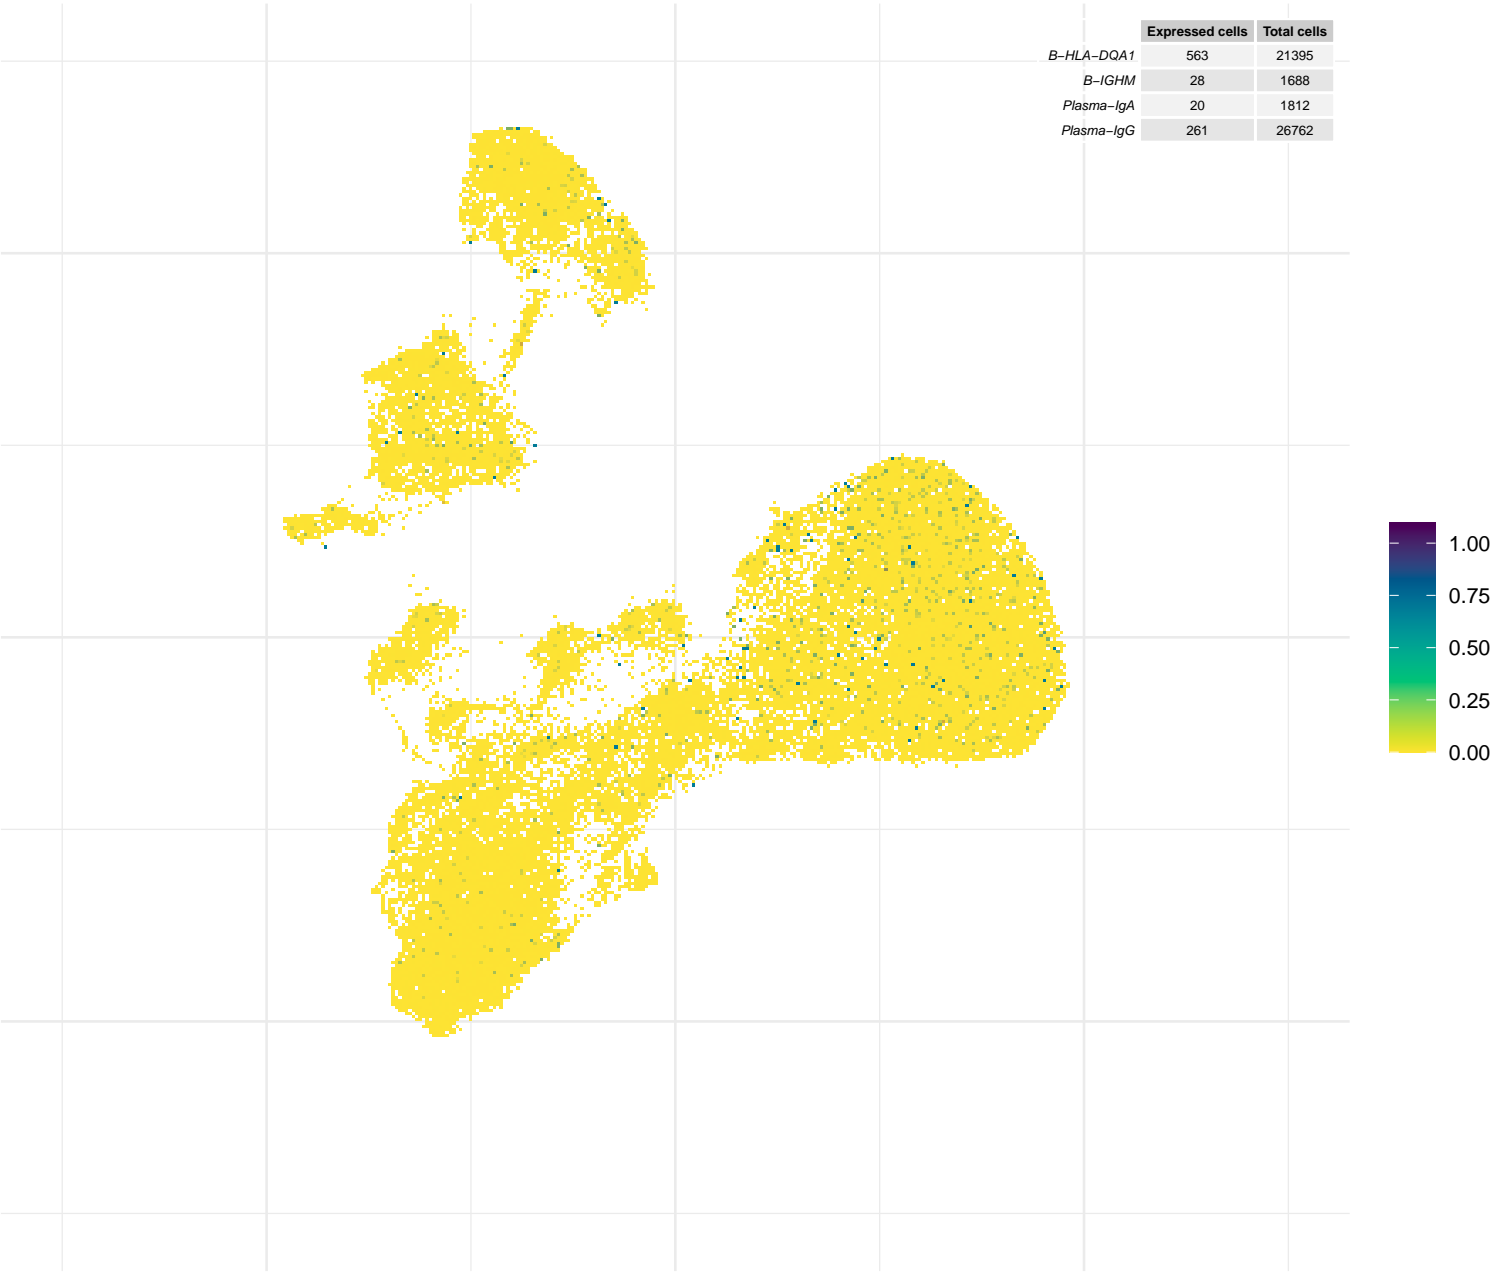 Expressed cells Total cells
B−HLA−DQA1 563 21395
B−IGHM 28 1688
Plasma−IgA 20 1812
Plasma−IgG 261 26762
1.00
0.75
0.50
0.25
0.00